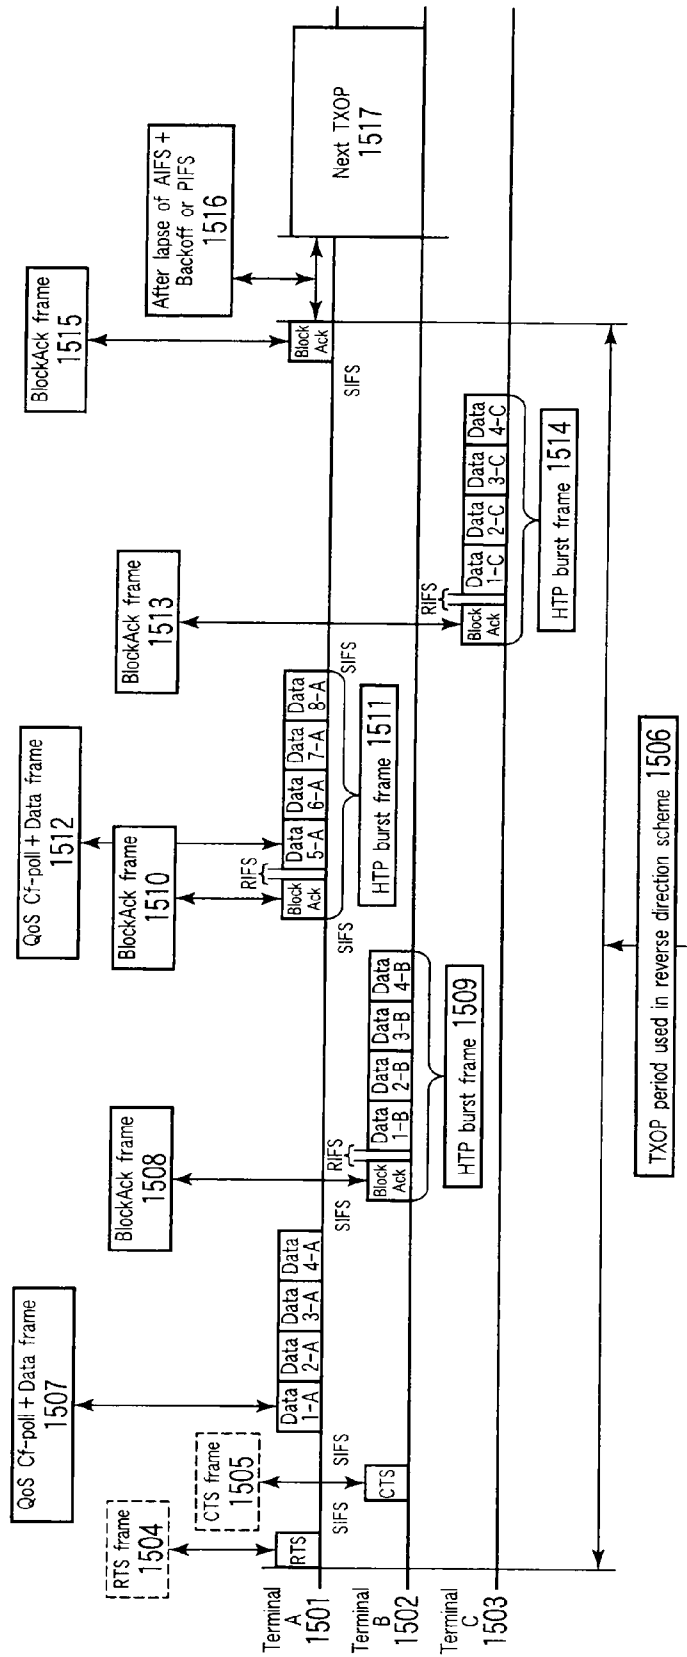 QoS Cf-poll + Data frame
1507
QoS Cf-poll + Data frame
1512
BlockAck frame
1515
RTS frame
1504
CTS frame
1505
BlockAck frame
1508
BlockAck frame
1510
BlockAck frame
1513
After lapse of AIFS +
Backoff or PIFS
1516
Terminal
A
1501
RTS
Data
1-A
Data
2-A
Data
3-A
Data
4-A
Block
Ack
RIFS
Data
5-A
Data
6-A
Data
7-A
Data
8-A
Block
Ack
Next TXOP
1517
SIFS
SIFS
SIFS
SIFS
SIFS
SIFS
HTP burst frame 1511
Terminal
B
1502
CTS
Block
Ack
RIFS
Data
1-B
Data
2-B
Data
3-B
Data
4-B
HTP burst frame 1509
Terminal
C
1503
Block
Ack
RIFS
Data
1-C
Data
2-C
Data
3-C
Data
4-C
HTP burst frame 1514
TXOP period used in reverse direction scheme 1506